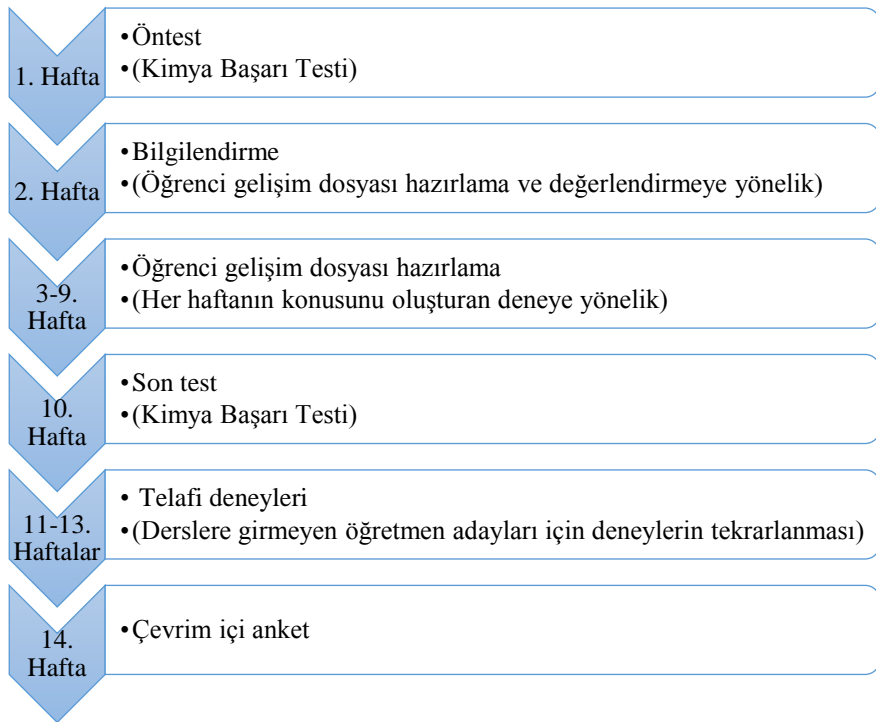 1. Hafta
•Öntest
•(Kimya Başarı Testi)
2. Hafta
•Bilgilendirme
•(Öğrenci gelişim dosyası hazırlama ve değerlendirmeye yönelik)
3-9.
Hafta
•Öğrenci gelişim dosyası hazırlama
•(Her haftanın konusunu oluşturan deneye yönelik)
10.
Hafta
•Son test
•(Kimya Başarı Testi)
11-13.
Haftalar
• Telafi deneyleri
•(Derslere girmeyen öğretmen adayları için deneylerin tekrarlanması)
14.
Hafta
•Çevrim içi anket